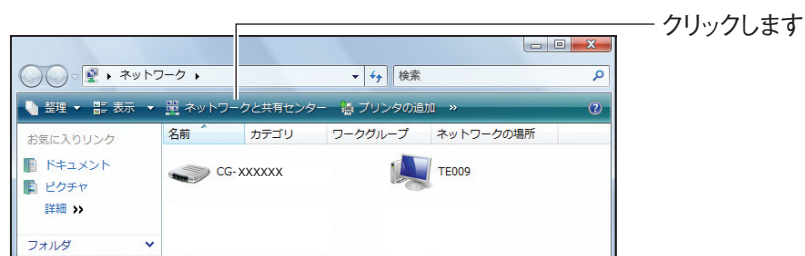 クリックします
ネットワーク
検索
整理 表示 ネットワークと共有センター プリンタの追加 »
お気に入りリンク
名前 カテゴリ ワークグループ ネットワークの場所
ドキュメント
ピクチャ
詳細 »
CG-XXXXXX
TE009
フォルダ